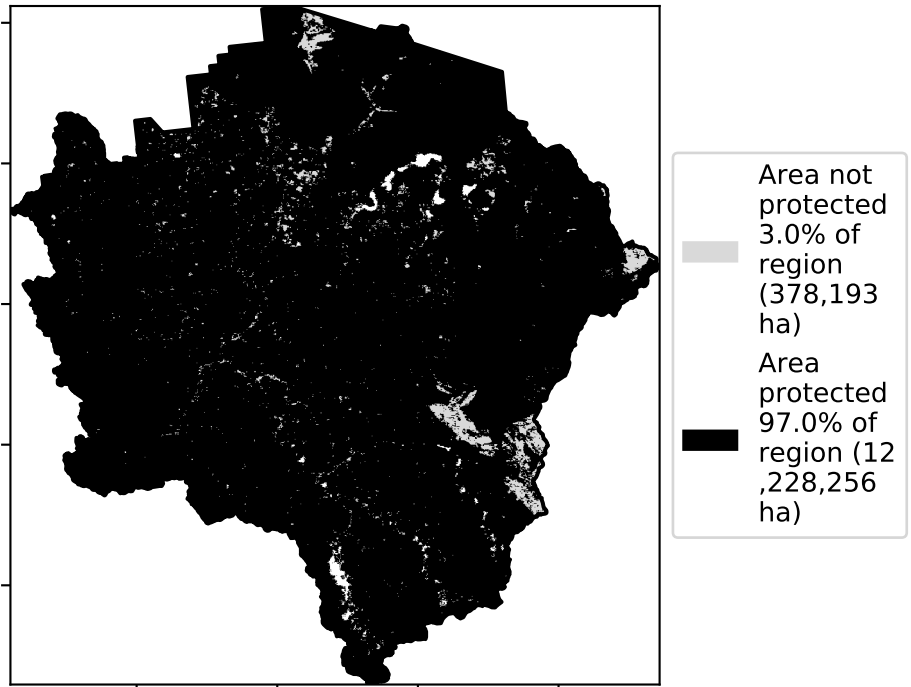 Area not
protected
3.0% of
region
(378,193
ha)
Area
protected
97.0% of
region (12
,228,256
ha)